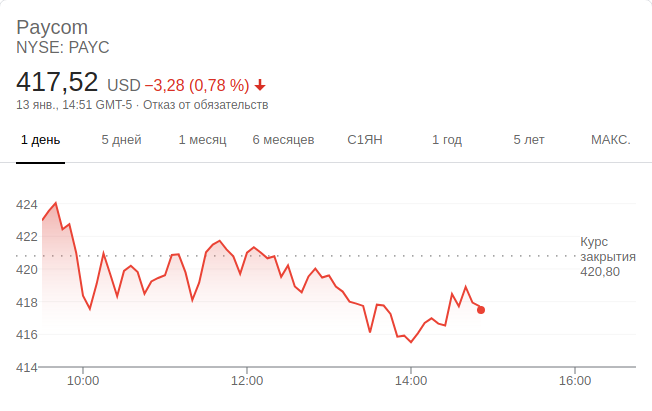 Paycom
NYSE: PAYC
417,52 USD −3,28 (0,78 %)
13 янв., 14:51 GMT-5 · Отказ от обязательств
1 день 5 дней 1 месяц 6 месяцев С1ЯН 1 год 5 лет МАКС.
424
422
Курс
закрытия
420,80
420
418
416
414
10:00 12:00 14:00 16:00